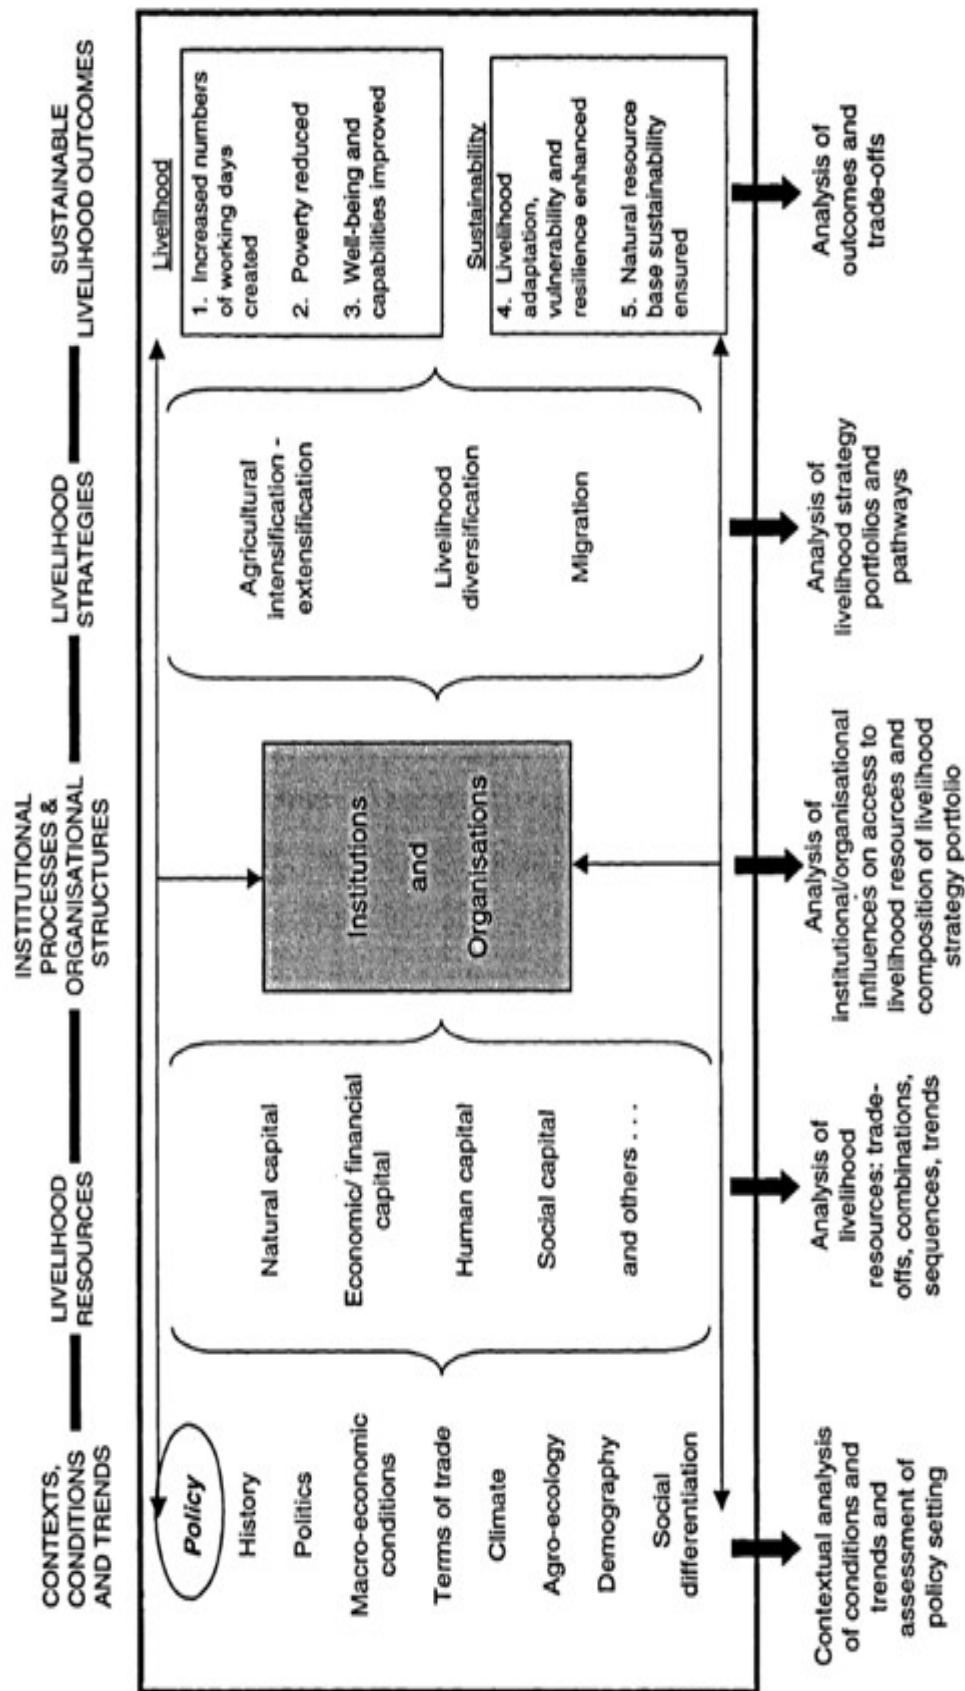 CONTEXTS,
CONDITIONS
AND TRENDS
LIVELIHOOD
RESOURCES
INSTITUTIONAL
PROCESSES &
ORGANISATIONAL
STRUCTURES
LIVELIHOOD
STRATEGIES
SUSTAINABLE
LIVELIHOOD OUTCOMES
Policy
History
Politics
Macro-economic
conditions
Terms of trade
Climate
Agro-ecology
Demography
Social
differentiation
Natural capital
Economic/ financial
capital
Human capital
Social capital
and others . . .
Institutions
and
Organisations
Agricultural
intensification -
extensification
Livelihood
diversification
Migration
Livelihood
1. Increased numbers
of working days
created
2. Poverty reduced
3. Well-being and
capabilities improved
Sustainability
4. Livelihood
adaptation,
vulnerability and
resilience enhanced
5. Natural resource
base sustainability
ensured
Contextual analysis
of conditions and
trends and
assessment of
policy setting
Analysis of
livelihood
resources: trade-
offs, combinations,
sequences, trends
Analysis of
institutional/organisational
influences on access to
livelihood resources and
composition of livelihood
strategy portfolio
Analysis of
livelihood strategy
portfolios and
pathways
Analysis of
outcomes and
trade-offs